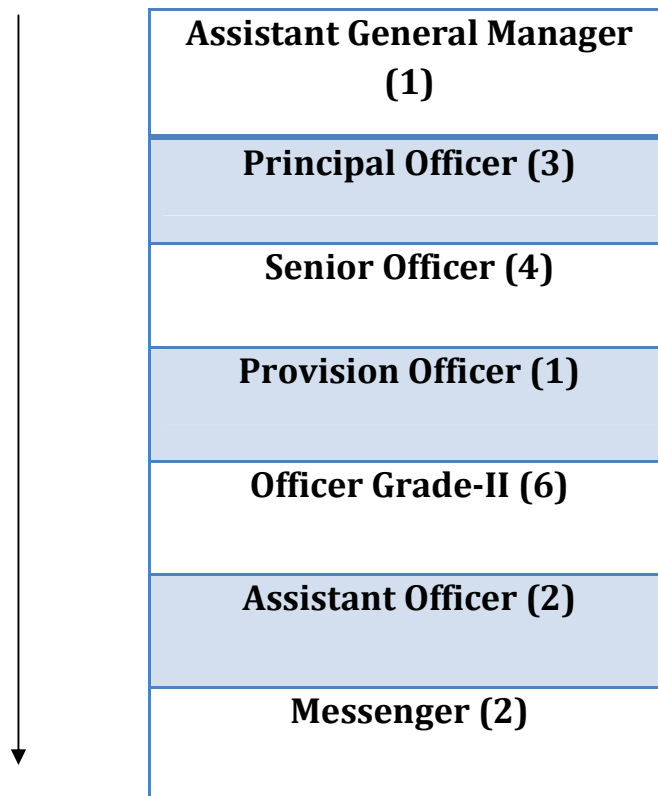 Assistant General Manager
(1)
Principal Officer (3)
Senior Officer (4)
Provision Officer (1)
Officer Grade-II (6)
Assistant Officer (2)
Messenger (2)